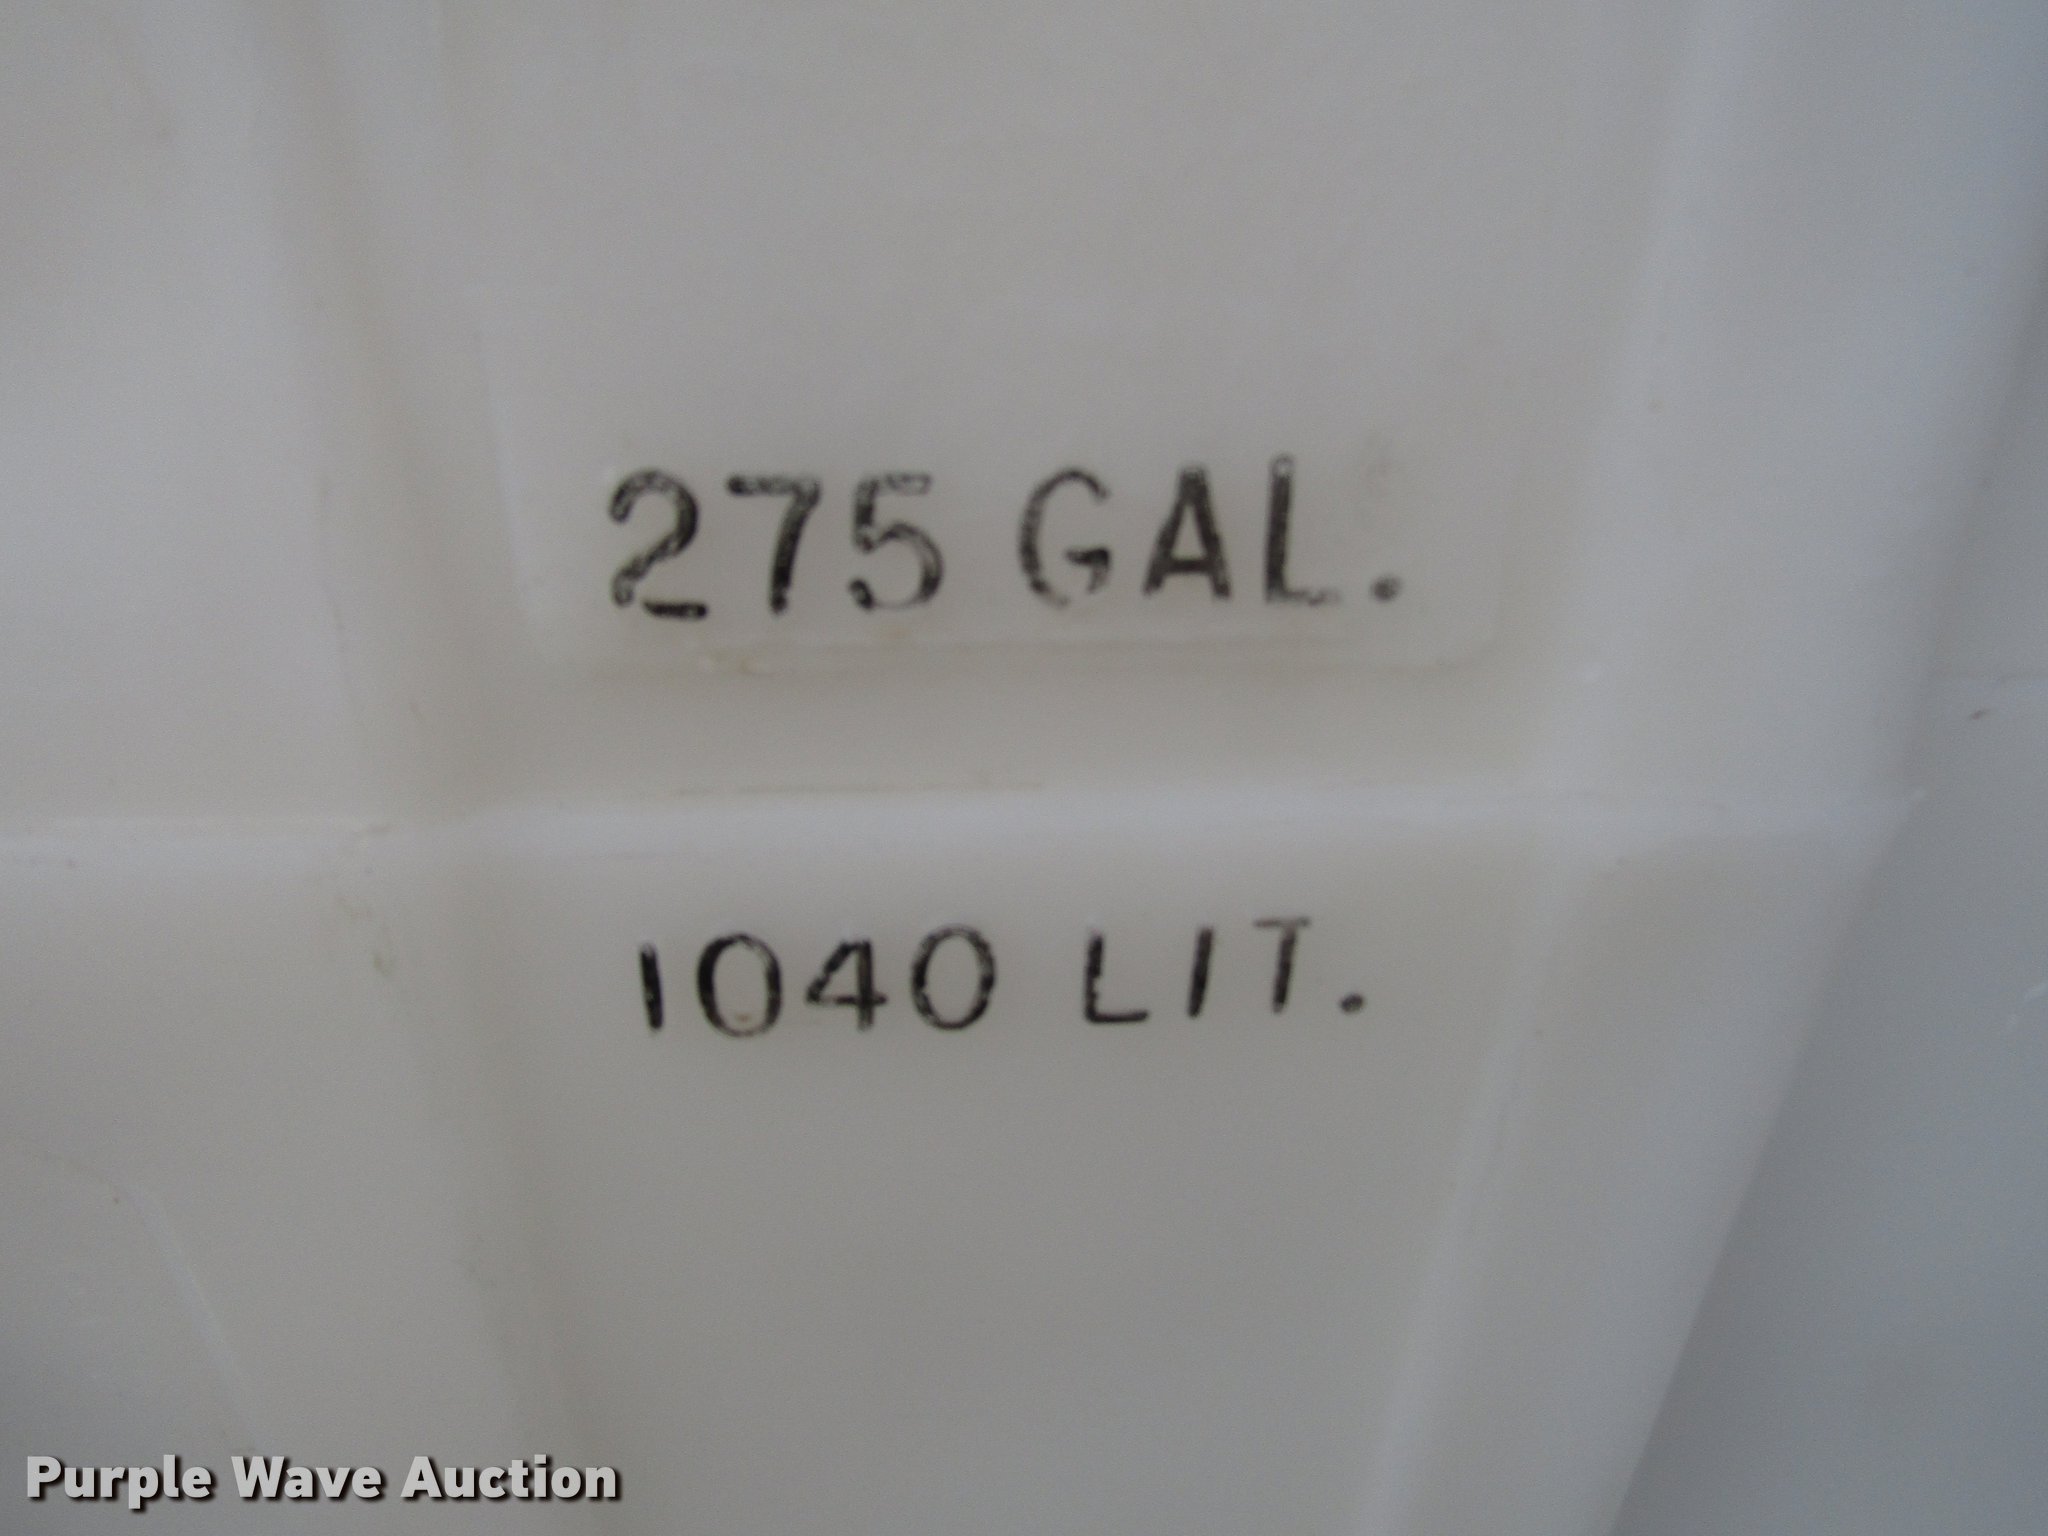 275 GAL.
1040 LIT.
Purple Wave Auction